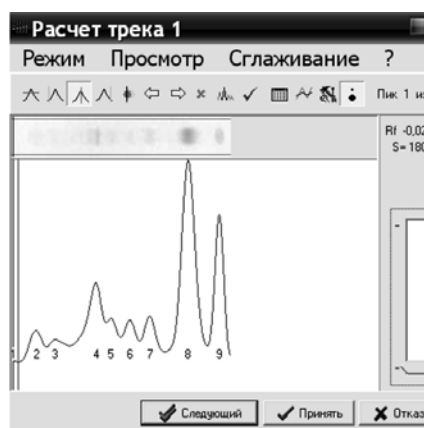 Расчет трека 1
Режим Просмотр Сглаживание ?
Пик 1 из
Rf -0,02
S= 180
1 2 3 4 5 6 7 8 9
Следующий Принять Отказ